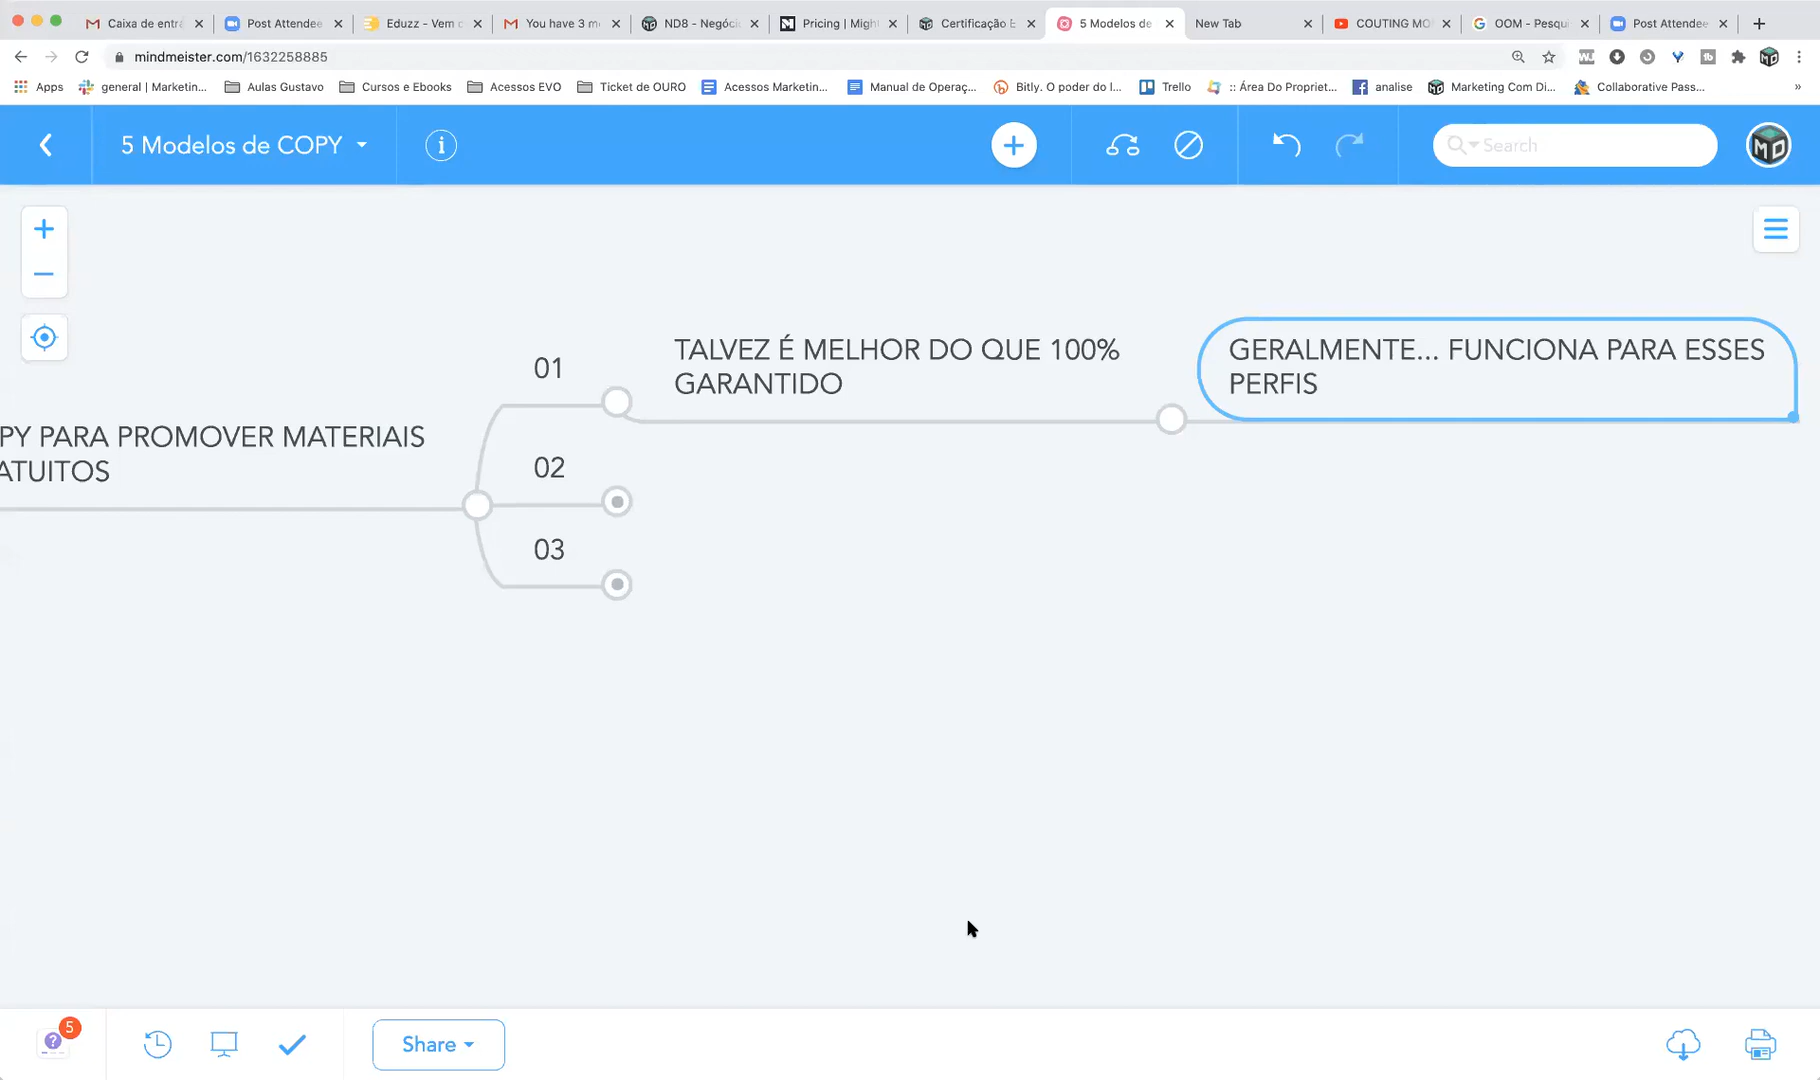 Caixa de entra
Post Attendee
Eduzz - Vem c
You have 3 m
ND8 - Negóci
Pricing | Migh
Certificação E
5 Modelos de
New Tab
COUTING MO
OOM - Pesqui
Post Attendee
mindmeister.com/1632258885
Apps
general | Marketin...
Aulas Gustavo
Cursos e Ebooks
Acessos EVO
Ticket de OURO
Acessos Marketin...
Manual de Operaç...
Bitly. O poder do l...
Trello
:: Área Do Propriet...
analise
Marketing Com Di...
Collaborative Pass...
»
5 Modelos de COPY
Search
MD
01
TALVEZ É MELHOR DO QUE 100%
GARANTIDO
GERALMENTE... FUNCIONA PARA ESSES
PERFIS
PY PARA PROMOVER MATERIAIS
ATUITOS
02
03
5
Share